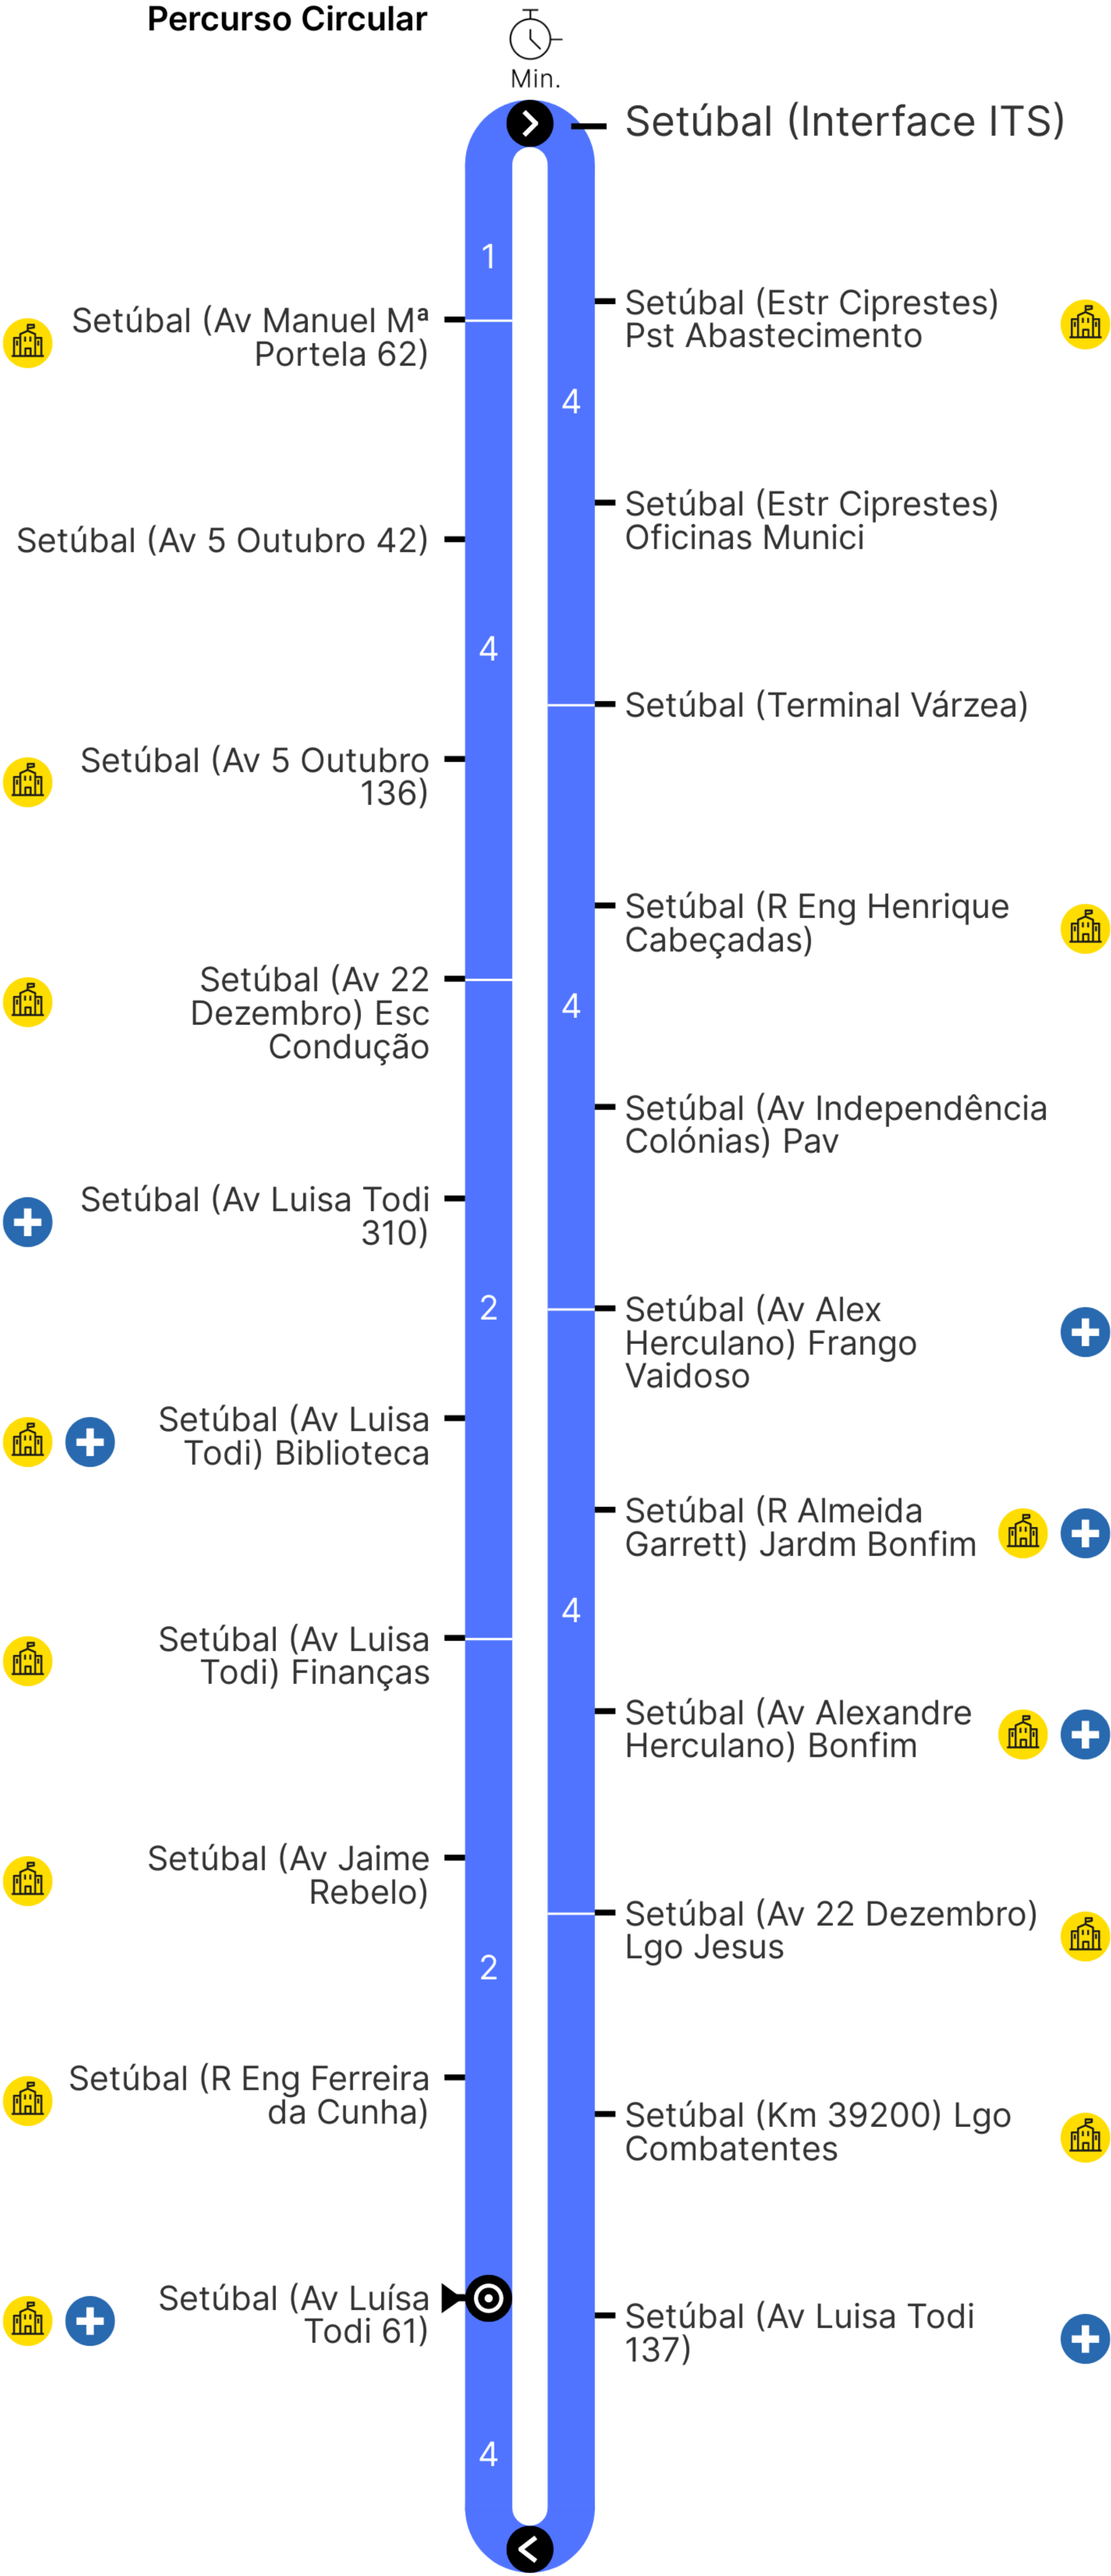 Percurso Circular
Min.
Setúbal (Interface ITS)
1
Setúbal (Estr Ciprestes)
Pst Abastecimento
Setúbal (Av Manuel Mª
Portela 62)
4
Setúbal (Estr Ciprestes)
Oficinas Munici
Setúbal (Av 5 Outubro 42)
4
Setúbal (Terminal Várzea)
Setúbal (Av 5 Outubro
136)
Setúbal (R Eng Henrique
Cabeçadas)
Setúbal (Av 22
Dezembro) Esc
Condução
4
Setúbal (Av Independência
Colónias) Pav
Setúbal (Av Luisa Todi
310)
2
Setúbal (Av Alex
Herculano) Frango
Vaidoso
Setúbal (Av Luisa
Todi) Biblioteca
Setúbal (R Almeida
Garrett) Jardm Bonfim
4
Setúbal (Av Luisa
Todi) Finanças
Setúbal (Av Alexandre
Herculano) Bonfim
Setúbal (Av Jaime
Rebelo)
Setúbal (Av 22 Dezembro)
Lgo Jesus
2
Setúbal (R Eng Ferreira
da Cunha)
Setúbal (Km 39200) Lgo
Combatentes
Setúbal (Av Luísa
Todi 61)
Setúbal (Av Luisa Todi
137)
4